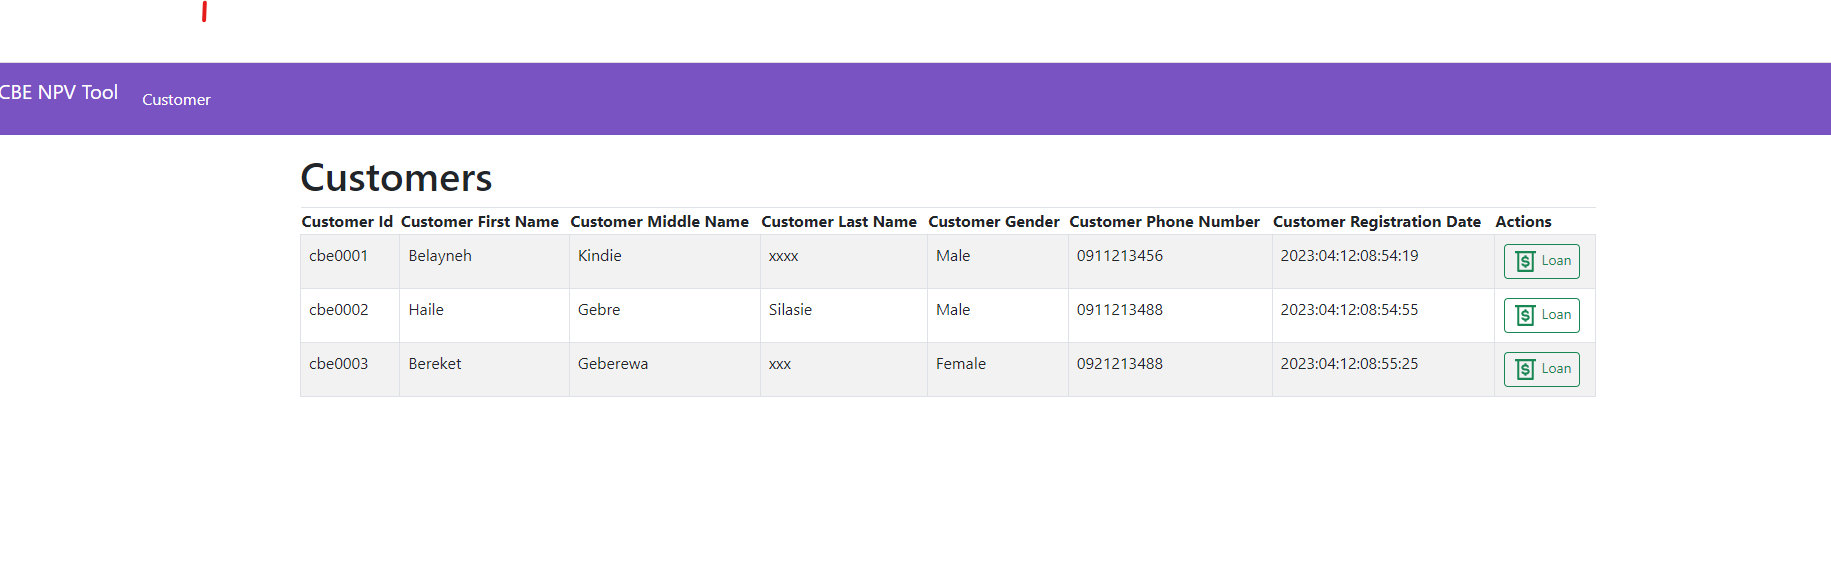 CBE NPV Tool Customer
Customers
Customer Id Customer First Name Customer Middle Name Customer Last Name Customer Gender Customer Phone Number Customer Registration Date Actions
cbe0001 Belayneh Kindie xxxx Male 0911213456 2023:04:12:08:54:19 Loan
cbe0002 Haile Gebre Silasie Male 0911213488 2023:04:12:08:54:55 Loan
cbe0003 Bereket Geberewa xxx Female 0921213488 2023:04:12:08:55:25 Loan